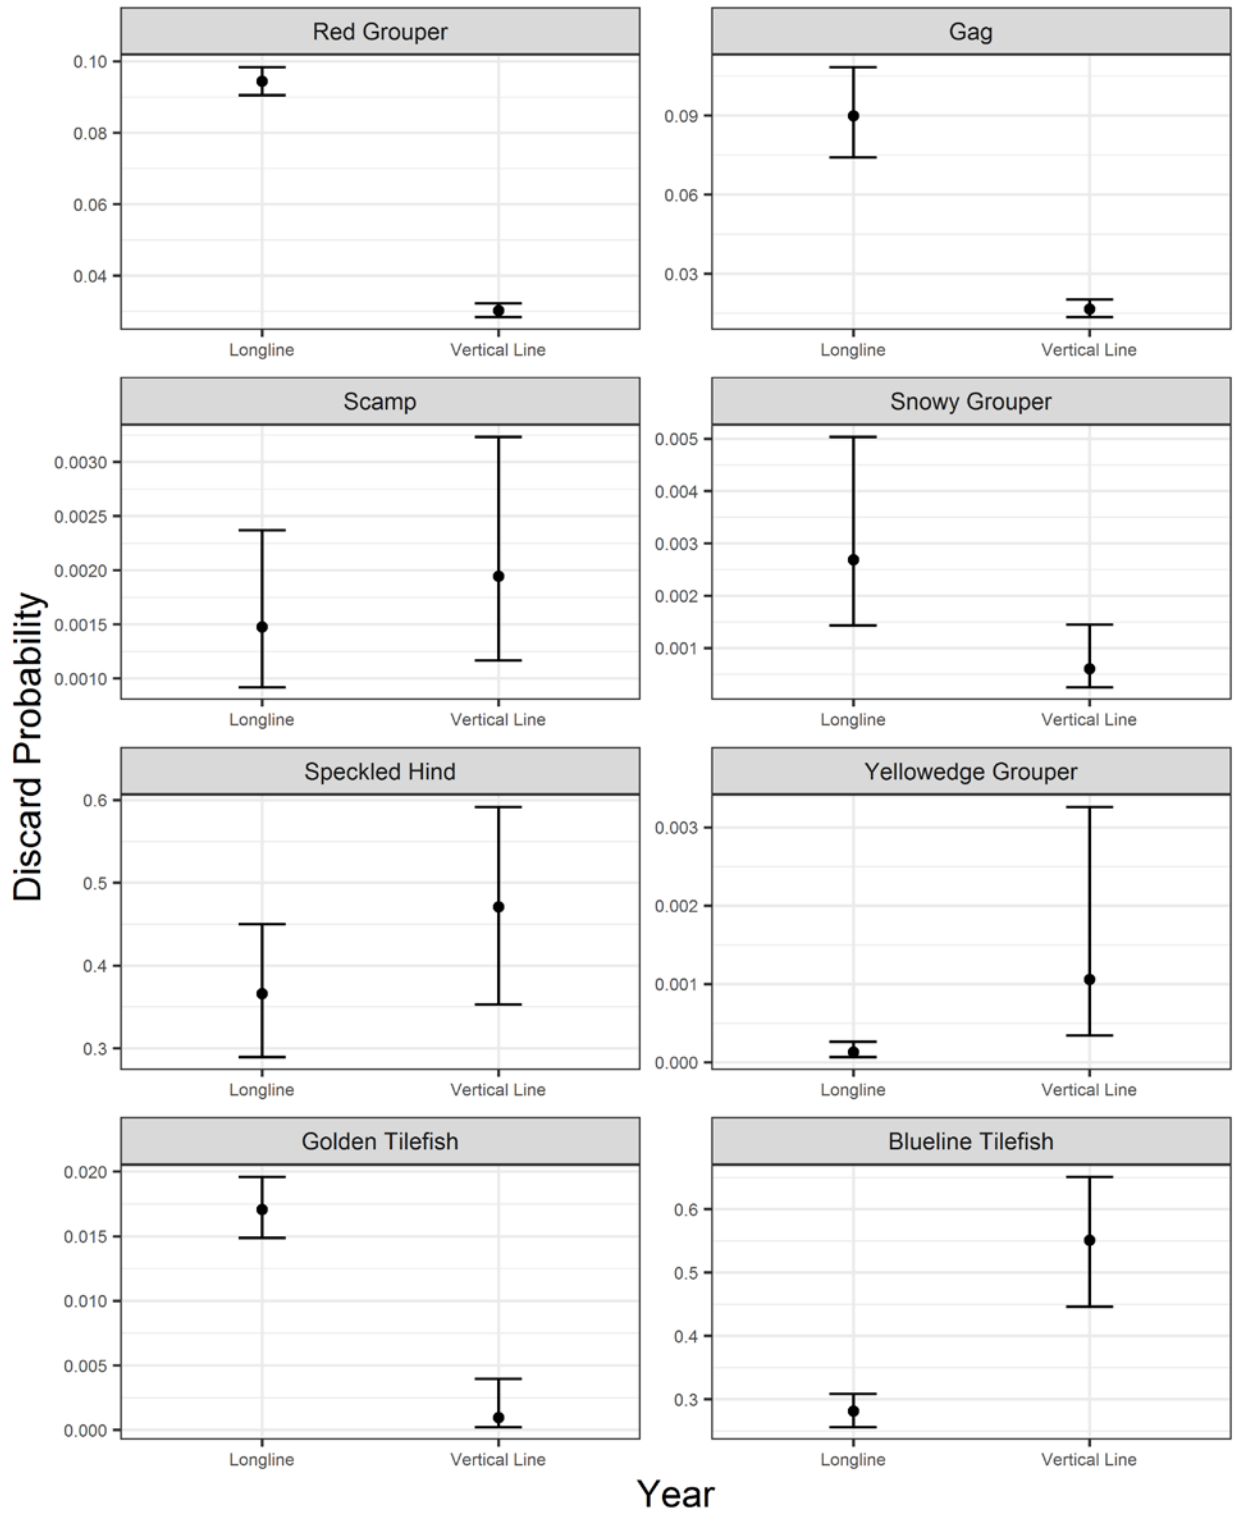 Red Grouper
0.10
0.08
0.06
0.04
Longline Vertical Line
Gag
0.09
0.06
0.03
Longline Vertical Line
Scamp
0.0030
0.0025
0.0020
0.0015
0.0010
Longline Vertical Line
Snowy Grouper
0.005
0.004
0.003
0.002
0.001
Longline Vertical Line
Discard Probability
Speckled Hind
0.6
0.5
0.4
0.3
Longline Vertical Line
Yellowedge Grouper
0.003
0.002
0.001
0.000
Longline Vertical Line
Golden Tilefish
0.020
0.015
0.010
0.005
0.000
Longline Vertical Line
Blueline Tilefish
0.6
0.5
0.4
0.3
Longline Vertical Line
Year